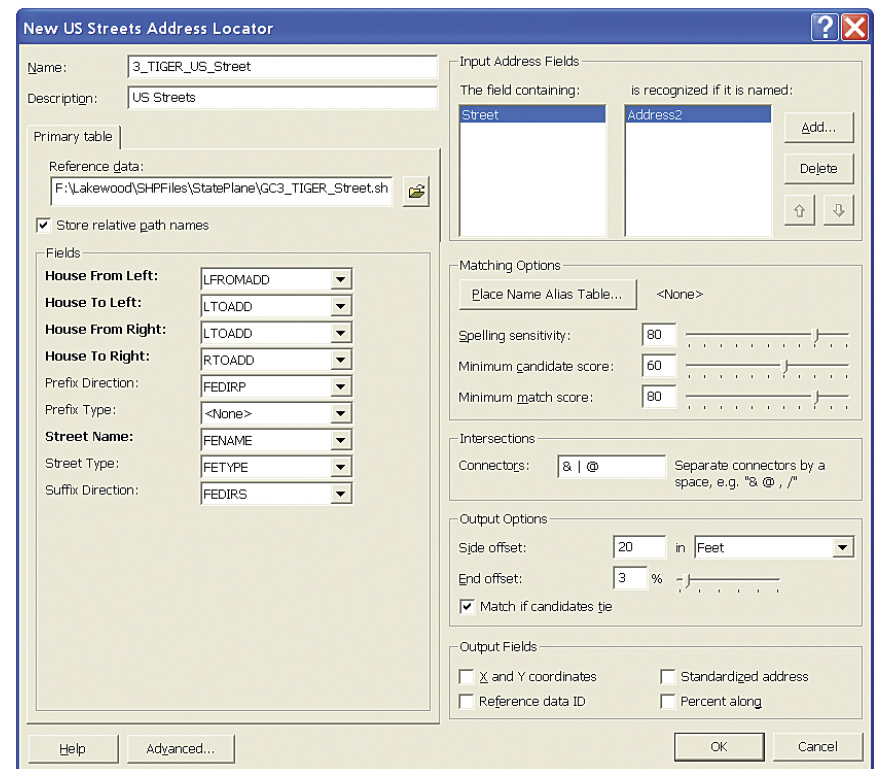 New US Streets Address Locator
Name: 3_TIGER_US_Street
Description: US Streets
Primary table
Reference data:
F:\Lakewood\SHPFiles\StatePlane\GC3_TIGER_Street.sh
Store relative path names
Fields
House From Left: LFROMADD
House To Left: LTOADD
House From Right: LTOADD
House To Right: RTOADD
Prefix Direction: FEDIRP
Prefix Type: <None>
Street Name: FENAME
Street Type: FETYPE
Suffix Direction: FEDIRS
Help Advanced...
Input Address Fields
The field containing: is recognized if it is named:
Street Address2
Add...
Delete
Matching Options
Place Name Alias Table... <None>
Spelling sensitivity: 80
Minimum candidate score: 60
Minimum match score: 80
Intersections
Connectors: & | @ Separate connectors by a
space, e.g. "& @ , /"
Output Options
Side offset: 20 in Feet
End offset: 3 %
Match if candidates tie
Output Fields
X and Y coordinates Standardized address
Reference data ID Percent along
OK Cancel